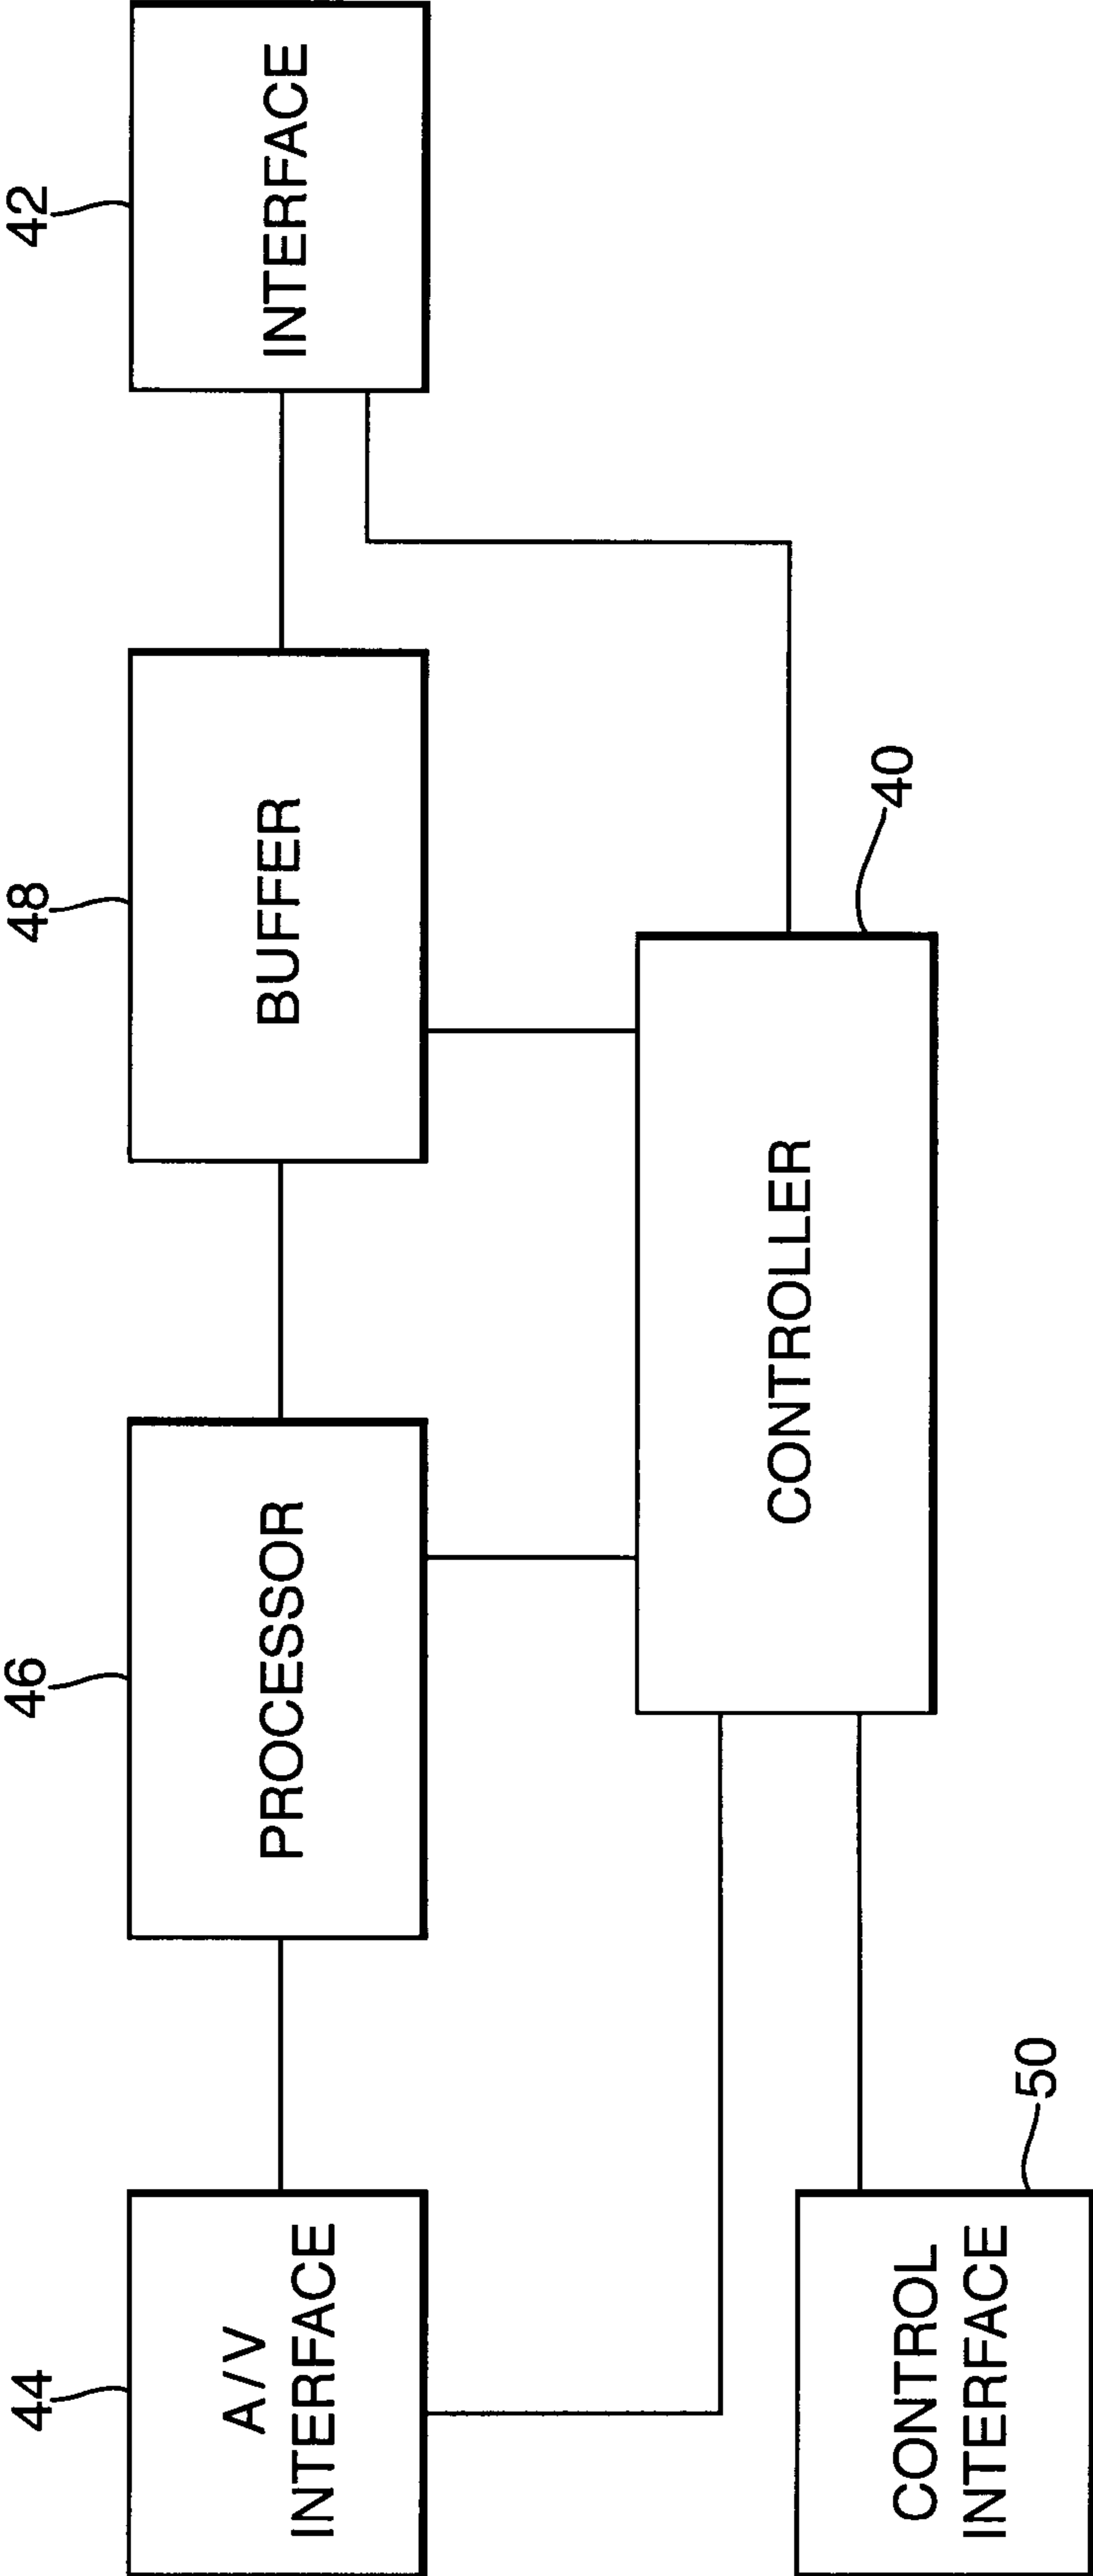 44
A/V
INTERFACE
46
PROCESSOR
48
BUFFER
42
INTERFACE
CONTROL
INTERFACE
50
CONTROLLER
40